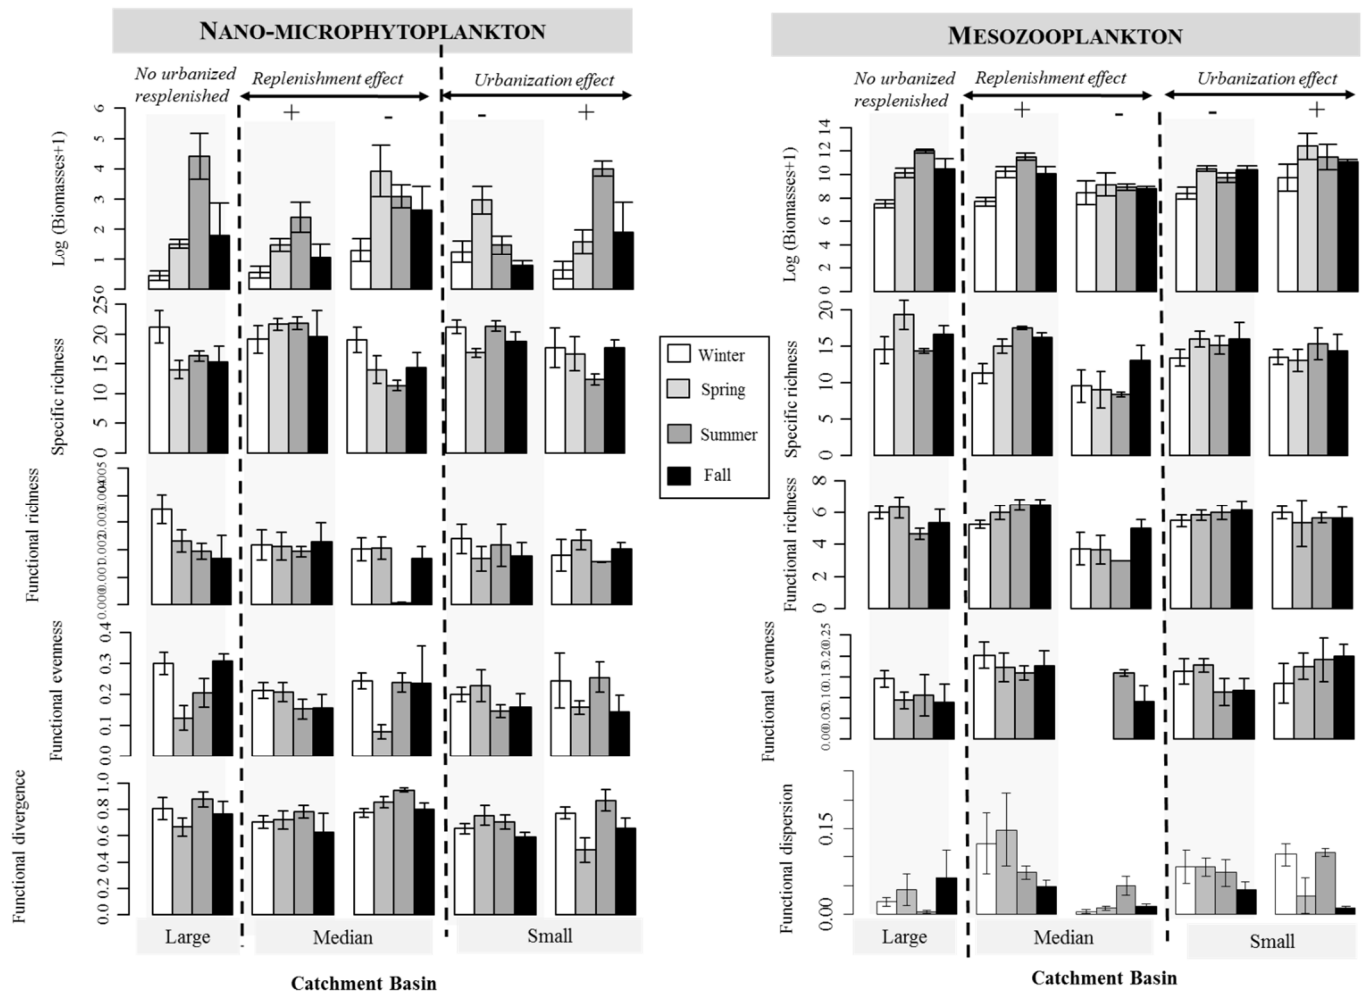 NANO-MICROPHYTOPLANKTON
No urbanized
resplenished
Replenishment effect
Urbanization effect
+
-
-
+
Log (Biomasses+1)
0 1 2 3 4 5 6
Specific richness
0 5 10 15 20 25
Functional richness
0.000 0.001 0.002 0.003 0.004 0.005
Functional evenness
0.0 0.1 0.2 0.3 0.4
Functional divergence
0.0 0.2 0.4 0.6 0.8 1.0
Large
Median
Small
Catchment Basin
Winter
Spring
Summer
Fall
MESOZOOPLANKTON
No urbanized
resplenished
Replenishment effect
Urbanization effect
+
-
-
+
Log (Biomasses+1)
0 2 4 6 8 10 12 14
Specific richness
0 5 10 15 20
Functional richness
0 2 4 6 8
Functional evenness
0.00 0.05 0.10 0.15 0.20 0.25
Functional dispersion
0.00 0.15
Large
Median
Small
Catchment Basin